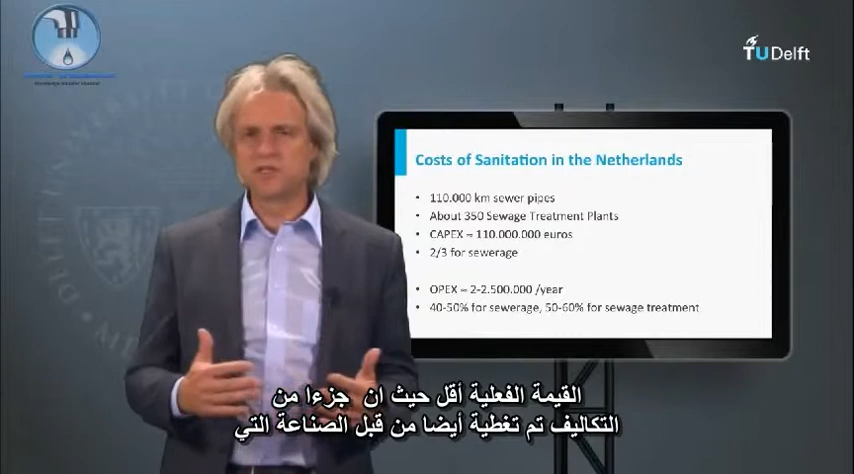 TU Delft
Costs of Sanitation in the Netherlands
• 110.000 km sewer pipes
• About 350 Sewage Treatment Plants
• CAPEX = 110.000.000 euros
• 2/3 for sewerage
• OPEX = 2-2.500.000 /year
• 40-50% for sewerage, 50-60% for sewage treatment
القيمة الفعلية أقل حيث ان جزءا من
التكاليف تم تغطية أيضا من قبل الصناعة التي